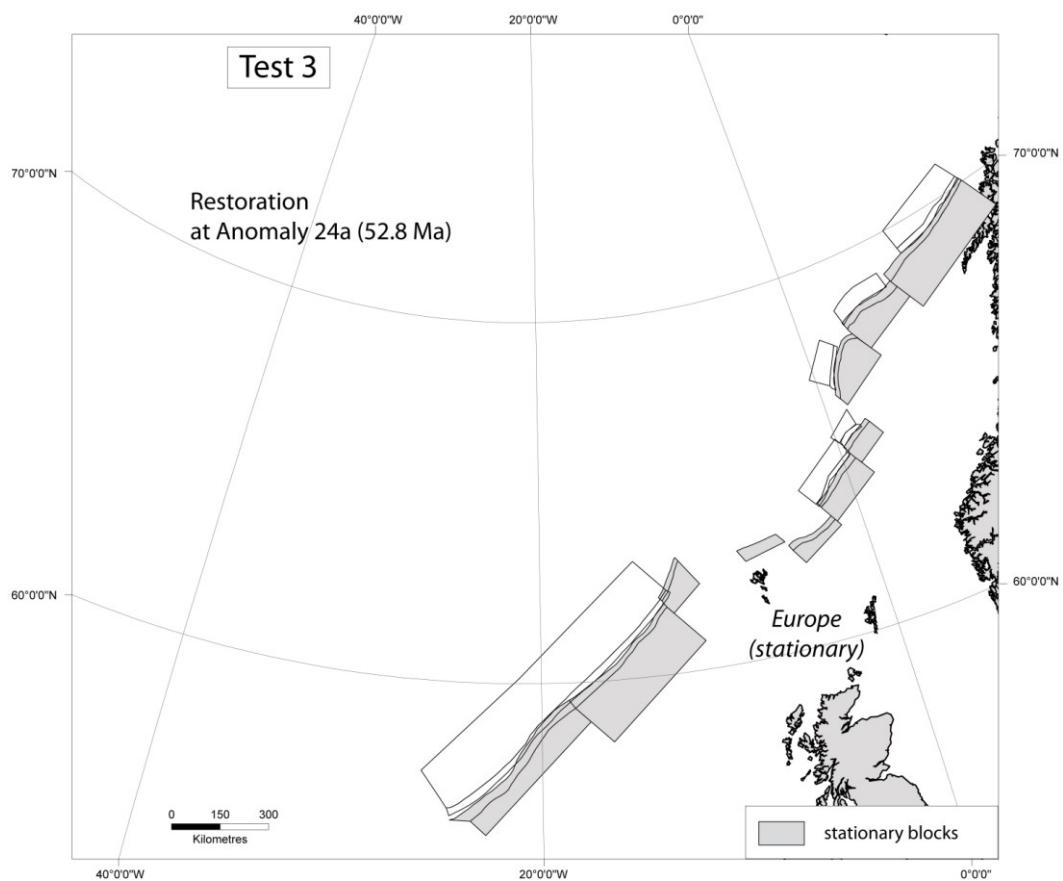 40°0'0"W
20°0'0"W
0°0'0"
Test 3
70°0'0"N
70°0'0"N
Restoration
at Anomaly 24a (52.8 Ma)
60°0'0"N
60°0'0"N
Europe
(stationary)
0 150 300
Kilometres
stationary blocks
40°0'0"W
20°0'0"W
0°0'0"